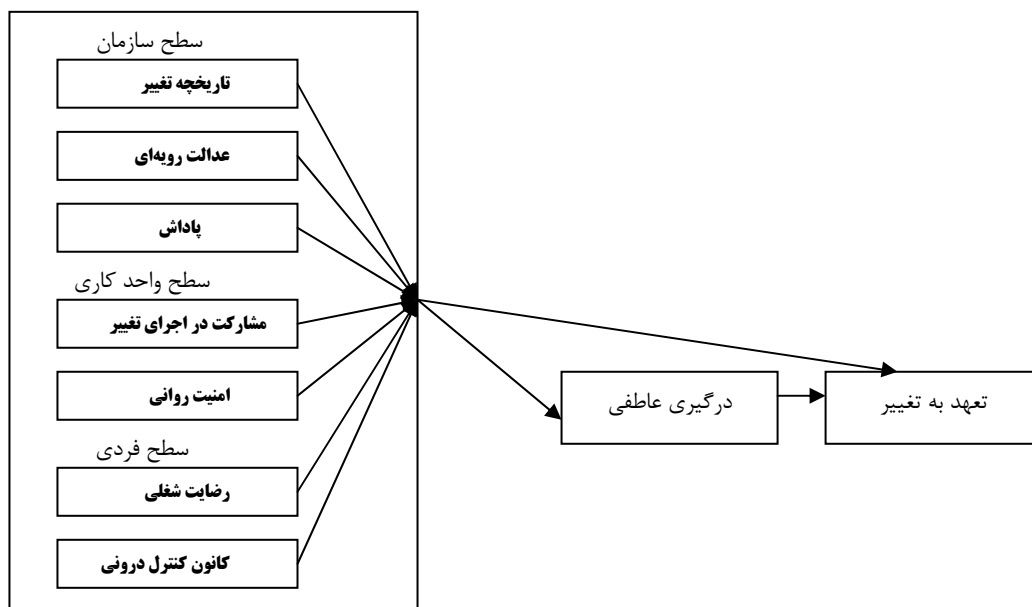 سطح سازمان
تاریخچه تغییر
عدالت رویه‌ای
پاداش
سطح واحد کاری
مشارکت در اجرای تغییر
امنیت روانی
سطح فردی
رضایت شغلی
کانون کنترل درونی
درگیری عاطفی
تعهد به تغییر